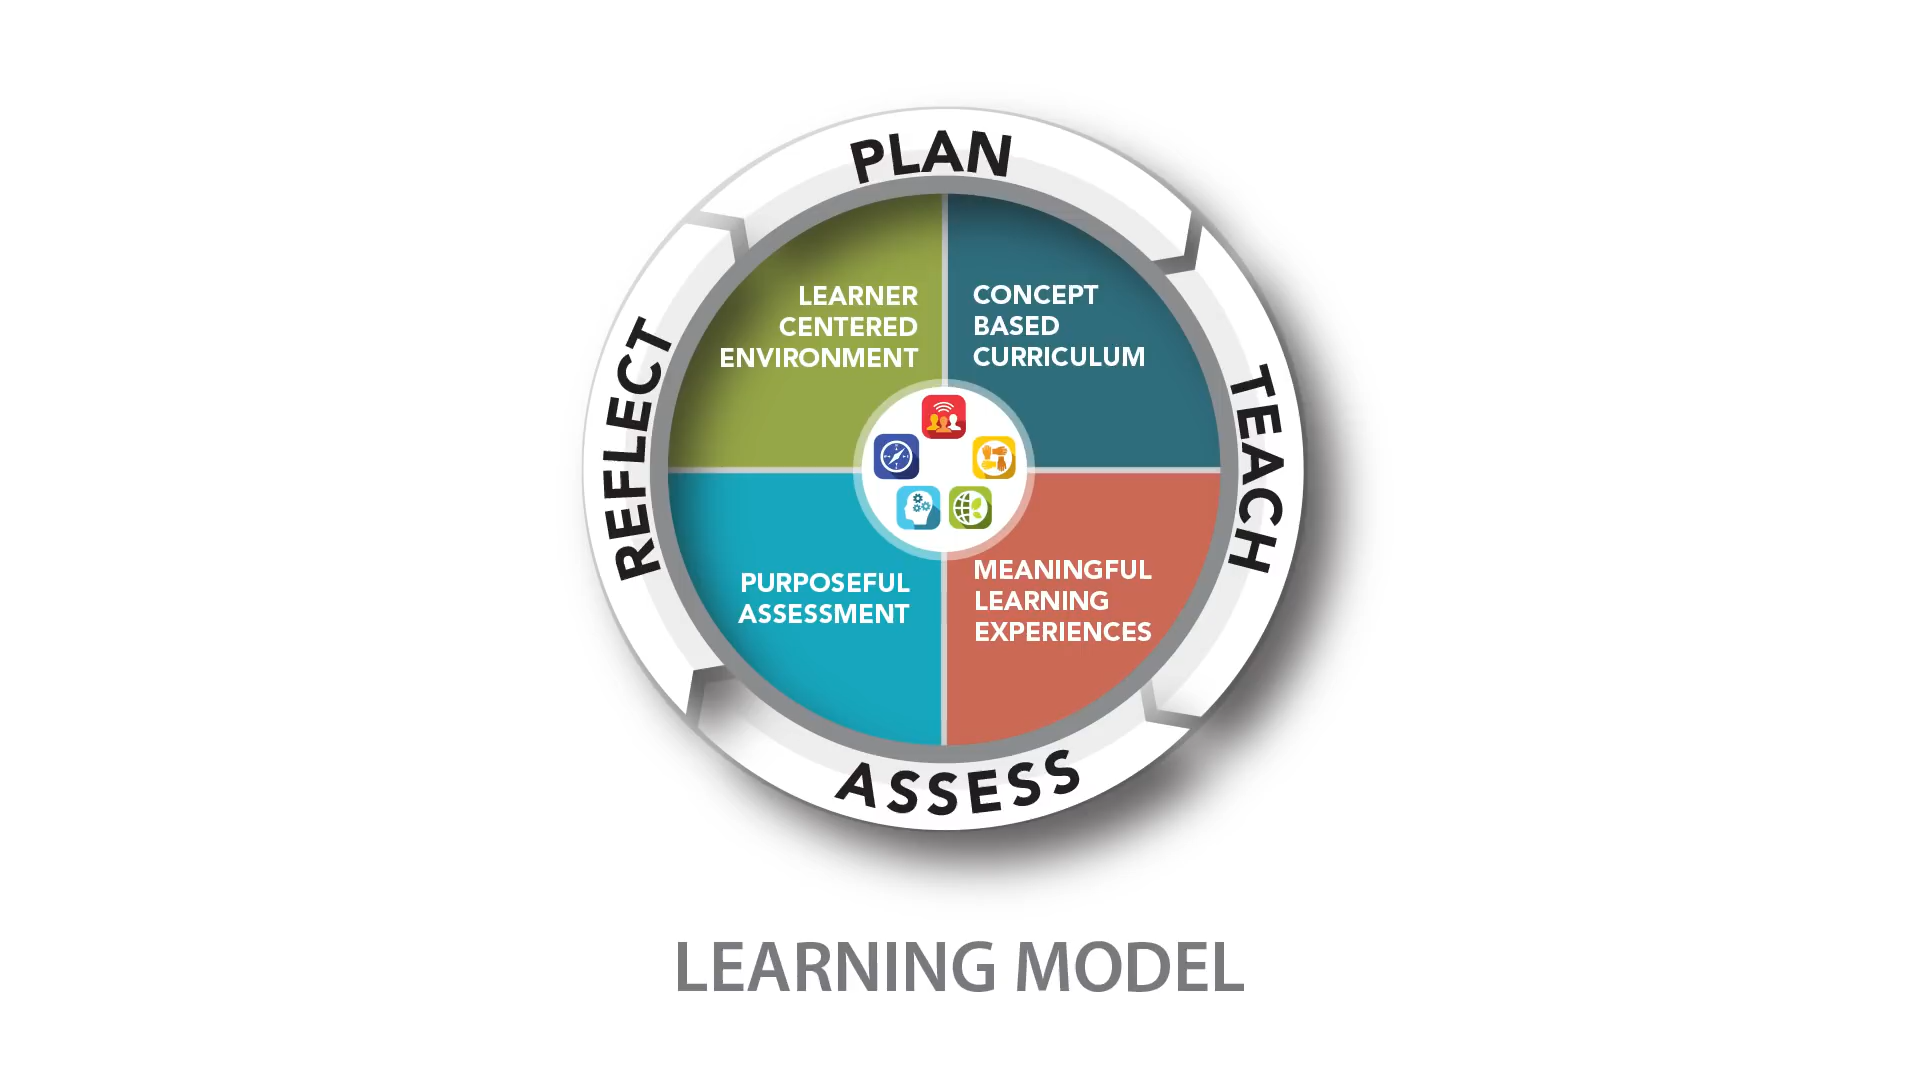 PLAN
LEARNER
CENTERED
ENVIRONMENT
CONCEPT
BASED
CURRICULUM
REFLECT
TEACH
PURPOSEFUL
ASSESSMENT
MEANINGFUL
LEARNING
EXPERIENCES
ASSESS
LEARNING MODEL